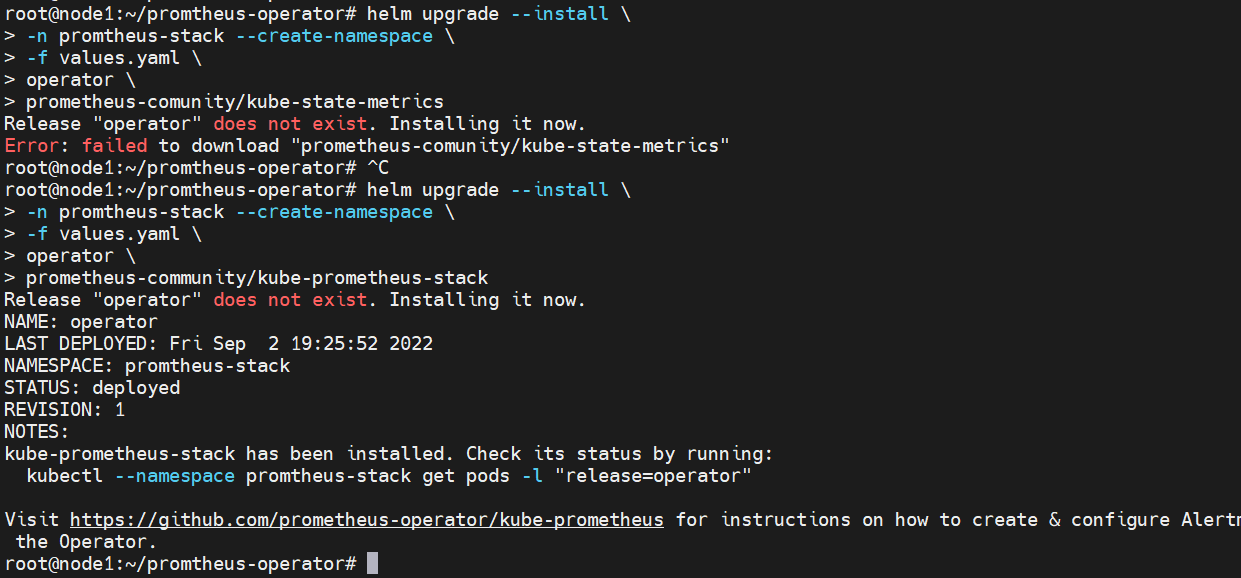 root@node1:~/promtheus-operator# helm upgrade --install \
> -n promtheus-stack --create-namespace \
> -f values.yaml \
> operator \
> prometheus-comunity/kube-state-metrics
Release "operator" does not exist. Installing it now.
Error: failed to download "prometheus-comunity/kube-state-metrics"
root@node1:~/promtheus-operator# ^C
root@node1:~/promtheus-operator# helm upgrade --install \
> -n promtheus-stack --create-namespace \
> -f values.yaml \
> operator \
> prometheus-community/kube-prometheus-stack
Release "operator" does not exist. Installing it now.
NAME: operator
LAST DEPLOYED: Fri Sep  2 19:25:52 2022
NAMESPACE: promtheus-stack
STATUS: deployed
REVISION: 1
NOTES:
kube-prometheus-stack has been installed. Check its status by running:
  kubectl --namespace promtheus-stack get pods -l "release=operator"

Visit https://github.com/prometheus-operator/kube-prometheus for instructions on how to create & configure Alertm
 the Operator.
root@node1:~/promtheus-operator#